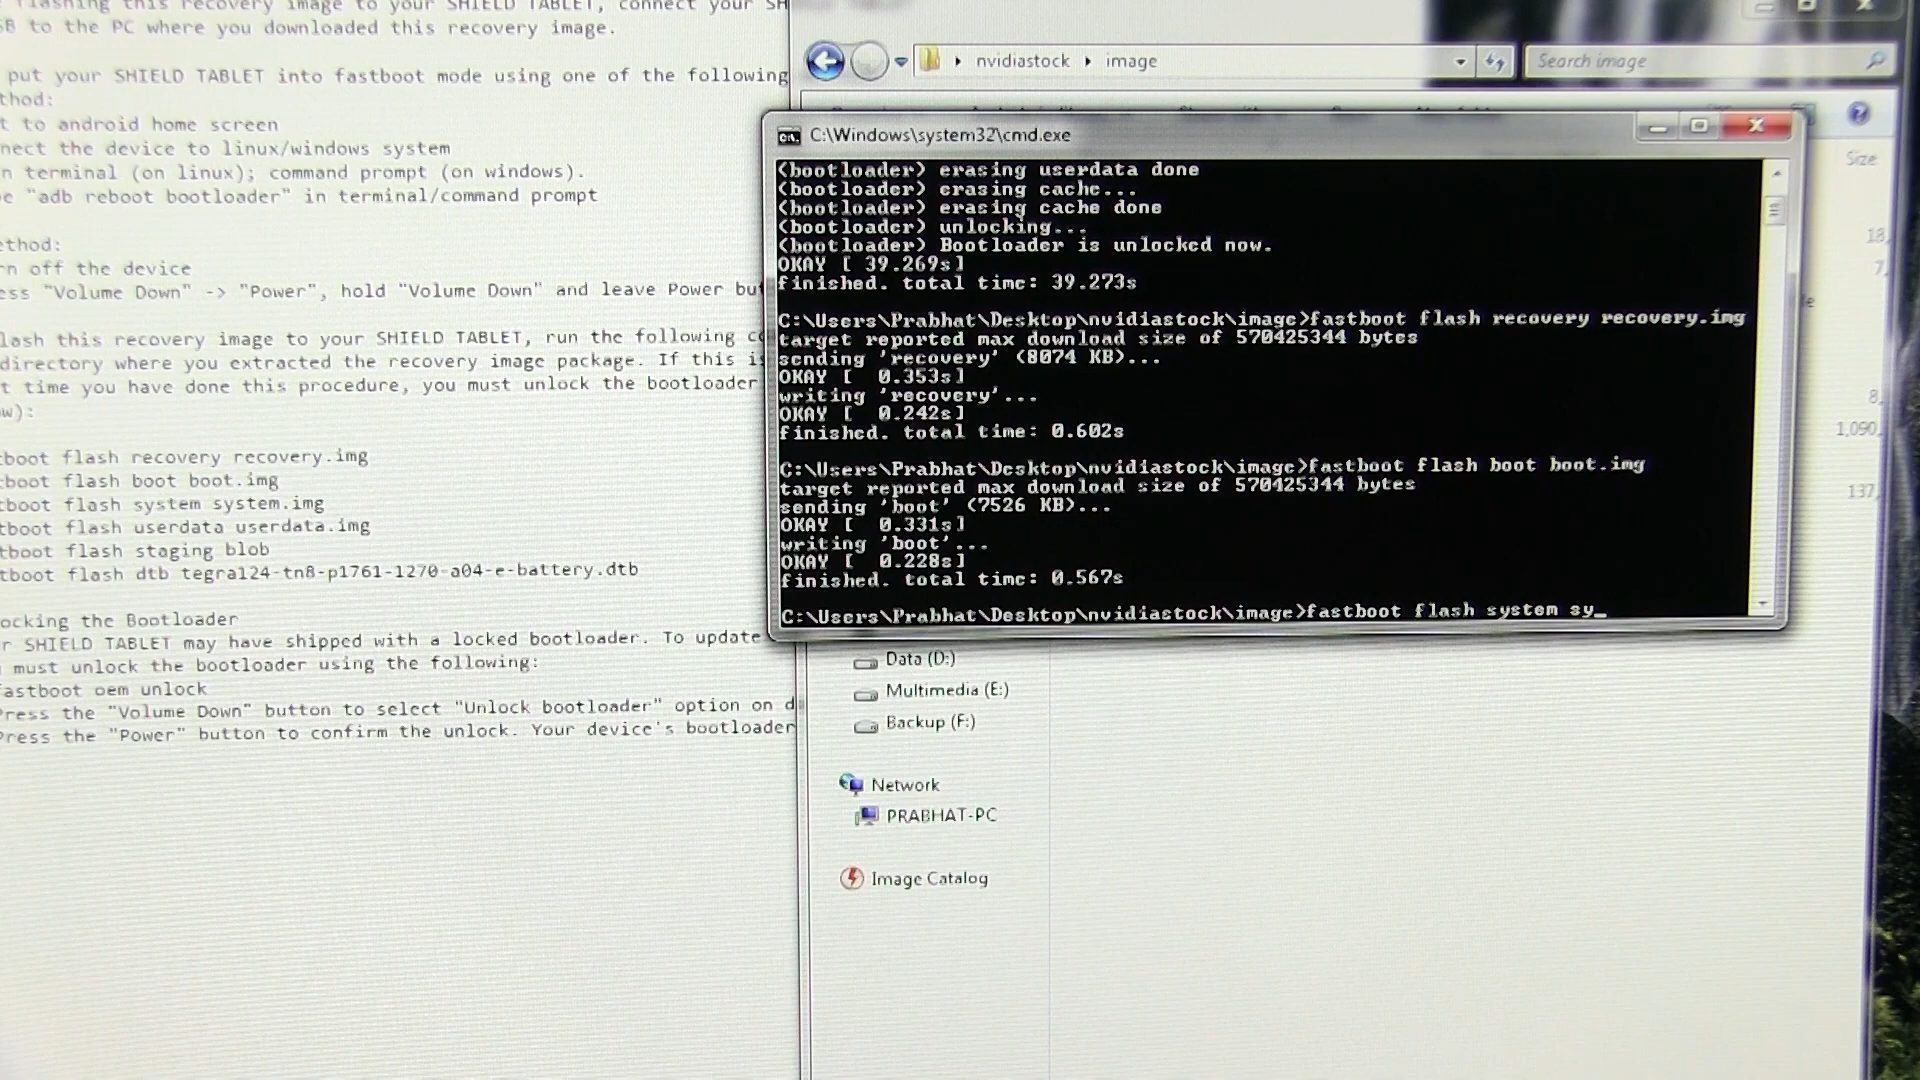 flashing this recovery image to your SHIELD TABLET, connect your SH
SB to the PC where you downloaded this recovery image.
put your SHIELD TABLET into fastboot mode using one of the following
thod:
t to android home screen
nect the device to linux/windows system
n terminal (on linux); command prompt (on windows).
e "adb reboot bootloader" in terminal/command prompt
ethod:
rn off the device
ess "Volume Down" -> "Power", hold "Volume Down" and leave Power but
lash this recovery image to your SHIELD TABLET, run the following co
directory where you extracted the recovery image package. If this is
t time you have done this procedure, you must unlock the bootloader
ow):
tboot flash recovery recovery.img
tboot flash boot boot.img
tboot flash system system.img
tboot flash userdata userdata.img
tboot flash staging blob
tboot flash dtb tegra124-tn8-p1761-1270-a04-e-battery.dtb
ocking the Bootloader
r SHIELD TABLET may have shipped with a locked bootloader. To update
must unlock the bootloader using the following:
fastboot oem unlock
Press the "Volume Down" button to select "Unlock bootloader" option on d
Press the "Power" button to confirm the unlock. Your device's bootloader
nvidiastock image
Search image
Size
18,
7,
8,
1,090,
137,
C:\Windows\system32\cmd.exe
(bootloader) erasing userdata done
(bootloader) erasing cache...
(bootloader) erasing cache done
(bootloader) unlocking...
(bootloader) Bootloader is unlocked now.
OKAY [ 39.269s]
finished. total time: 39.273s
C:\Users\Prabhat\Desktop\nvidiastock\image>fastboot flash recovery recovery.img
target reported max download size of 570425344 bytes
sending 'recovery' (8074 KB)...
OKAY [  0.353s]
writing 'recovery'...
OKAY [  0.242s]
finished. total time: 0.602s
C:\Users\Prabhat\Desktop\nvidiastock\image>fastboot flash boot boot.img
target reported max download size of 570425344 bytes
sending 'boot' (7526 KB)...
OKAY [  0.331s]
writing 'boot'...
OKAY [  0.228s]
finished. total time: 0.567s
C:\Users\Prabhat\Desktop\nvidiastock\image>fastboot flash system sy_
Data (D:)
Multimedia (E:)
Backup (F:)
Network
PRABHAT-PC
Image Catalog